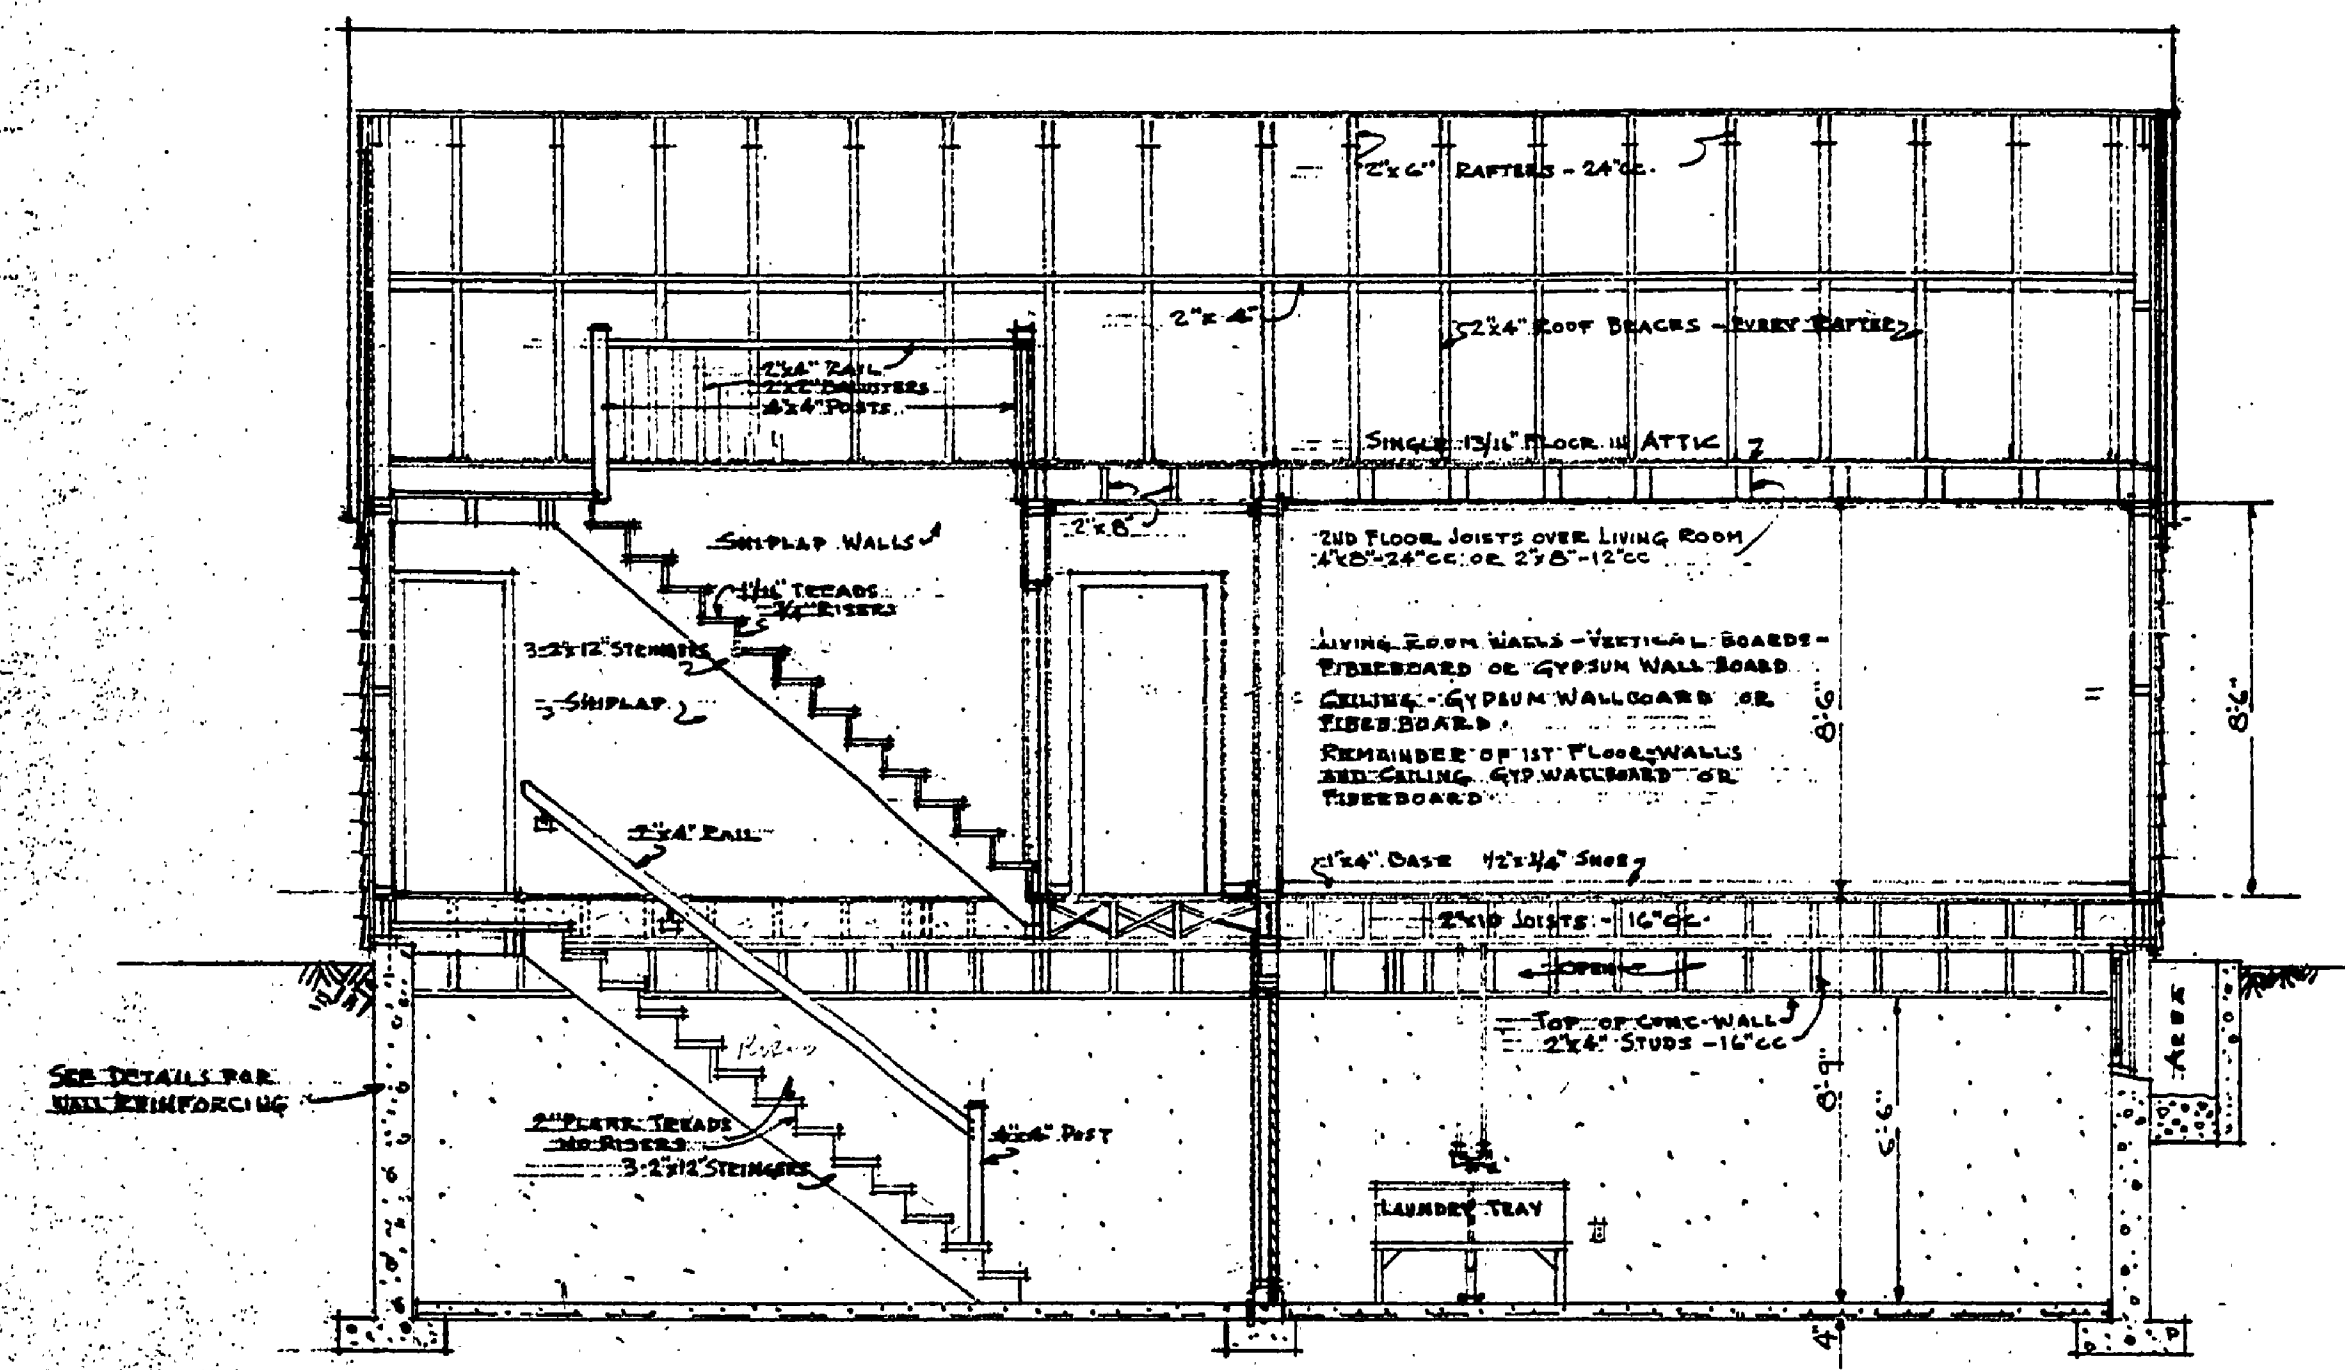 2"x6" RAFTERS - 24"CC.
2"x 4"
2"x4" ROOF BRACES - EVERY RAFTER
2"x4" RAIL
2"x2" BALUSTERS
4"x4" POSTS
SINGLE 13/16" FLOOR IN ATTIC
2"x8"
SHIPLAP WALLS
2ND FLOOR JOISTS OVER LIVING ROOM
4"x8"-24"CC OR 2"x8"-12"CC
1 1/16" TREADS
3/4" RISERS
3-2"x12" STRINGERS
SHIPLAP
LIVING ROOM WALLS - VERTICAL BOARDS -
FIBERBOARD OR GYPSUM WALL BOARD
CEILING - GYPSUM WALLBOARD OR
FIBERBOARD.
REMAINDER OF 1ST FLOOR-WALLS
AND CEILING GYP. WALLBOARD OR
FIBERBOARD
8'-6"
8'-6"
2"x4" RAIL
1"x4" BASE 1/2"x3/4" SHOE
2"x10 JOISTS - 16"CC.
OPEN
TOP OF CONC. WALL
2"x4" STUDS - 16"CC
AREA
SEE DETAILS FOR
WALL REINFORCING
2" PLANK TREADS
NO RISERS
3-2"x12" STRINGERS
4"x4" POST
8'-9"
6'-6"
LAUNDRY TRAY
4"